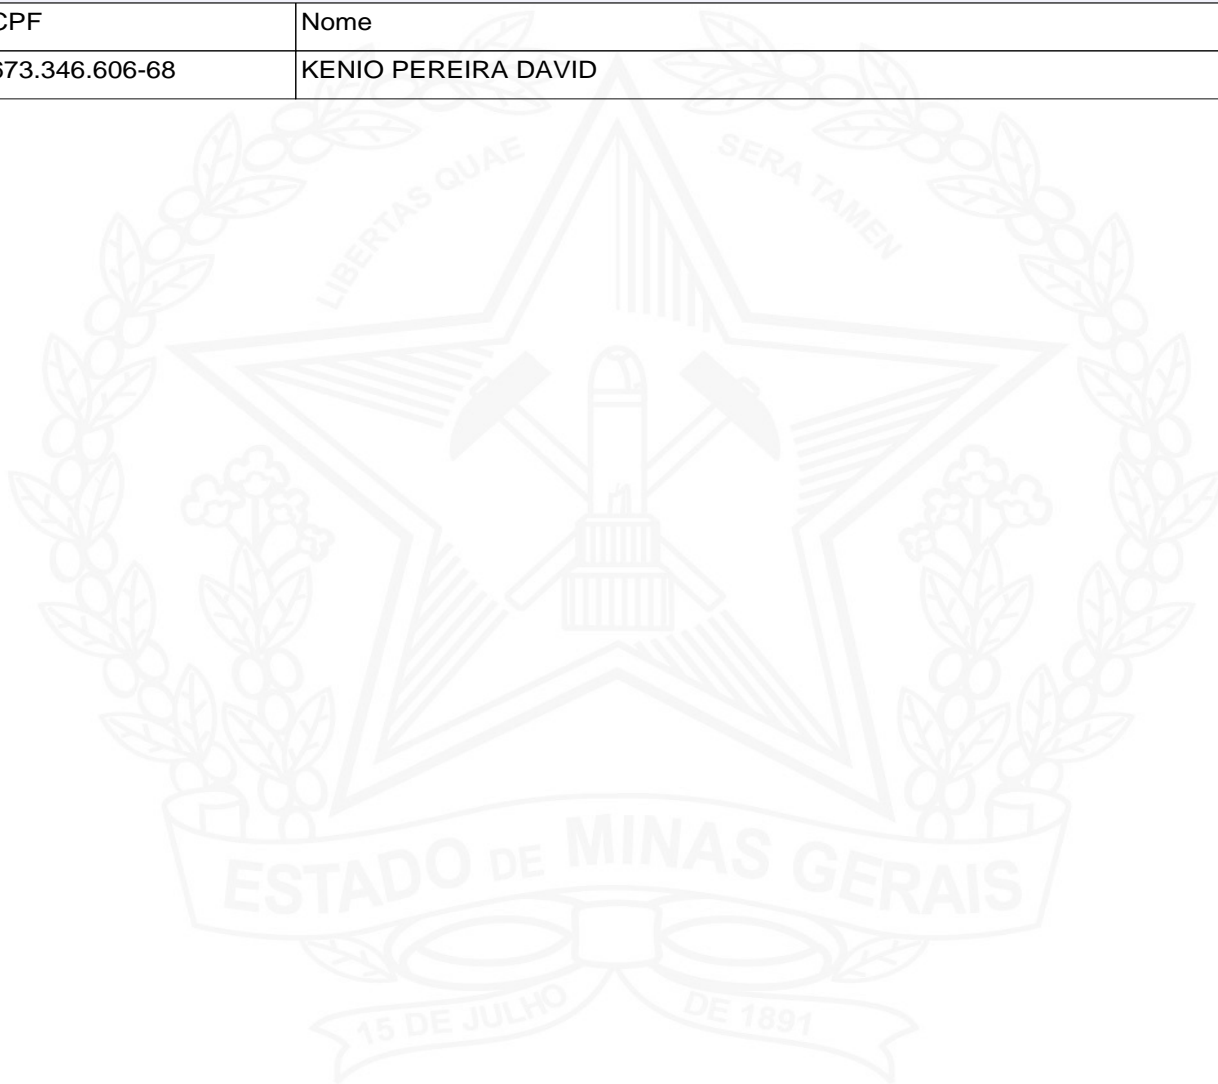 CPF Nome
673.346.606-68 KENIO PEREIRA DAVID
LIBERTAS QUAE SERA TAMEN
ESTADO DE MINAS GERAIS
15 DE JULHO DE 1891